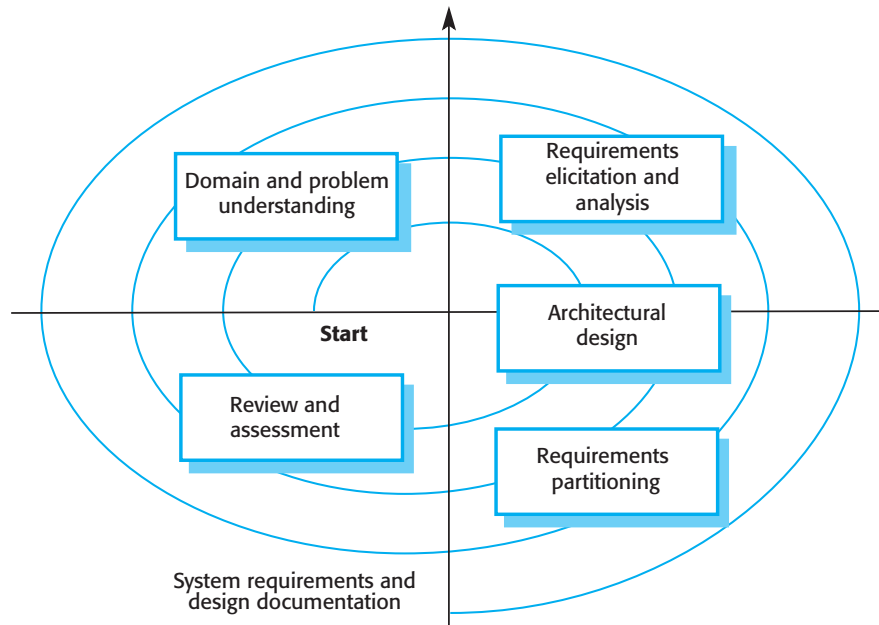 Domain and problem
understanding
Requirements
elicitation and
analysis
Start
Architectural
design
Review and
assessment
Requirements
partitioning
System requirements and
design documentation